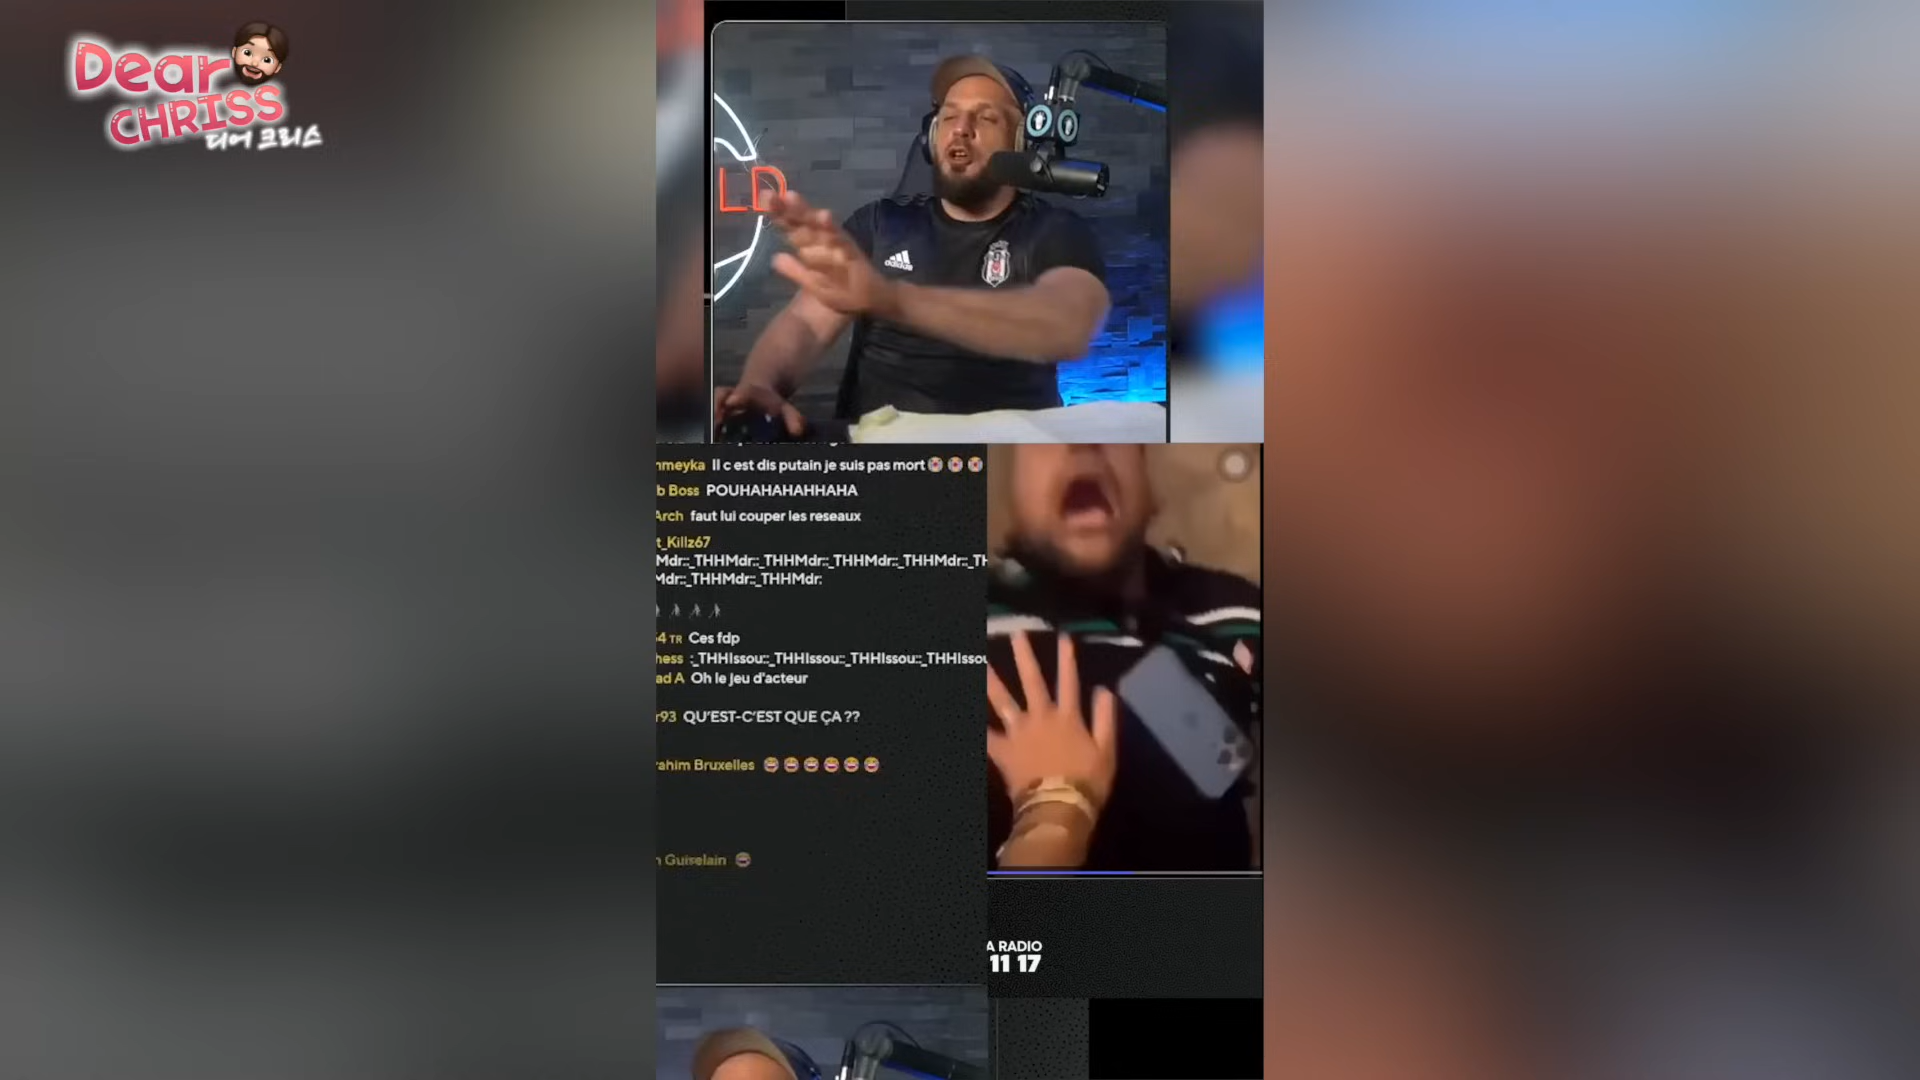 Dear
CHRISS
디어 크리스
LD
adidas
nmeyka Il c est dis putain je suis pas mort
b Boss POUHAHAHAHHAHA
Arch faut lui couper les reseaux
t_Killz67
Mdr::_THHMdr::_THHMdr::_THHMdr::_THHMdr::_TH
Mdr::_THHMdr::_THHMdr:
54 TR Ces fdp
hess :_THHIssou::_THHIssou::_THHIssou::_THHIssou
ad A Oh le jeu d'acteur
r93 QU'EST-C'EST QUE ÇA ??
rahim Bruxelles
n Guiselain
A RADIO
11 17